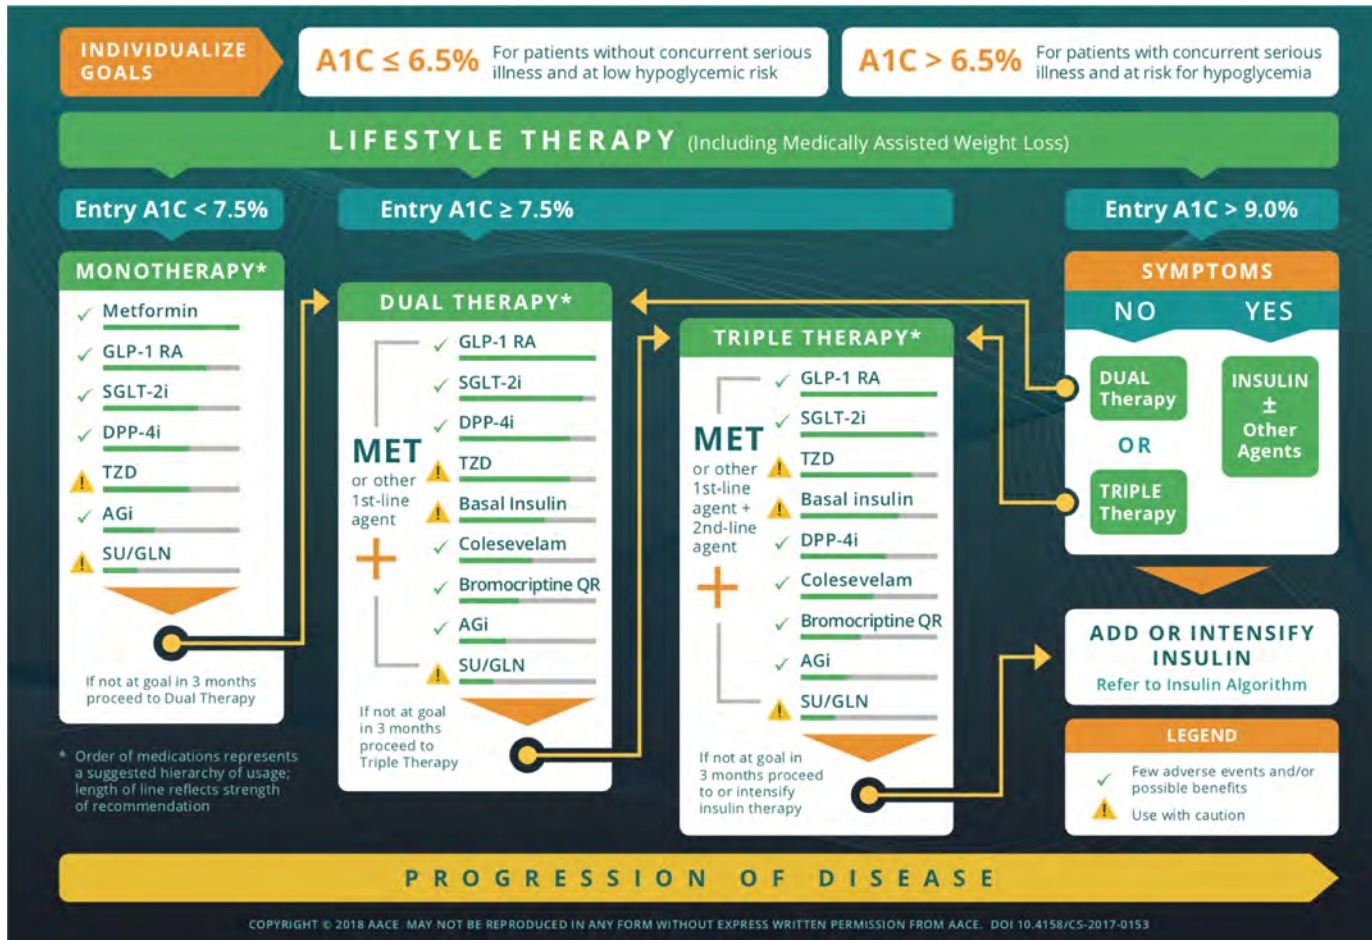 INDIVIDUALIZE
GOALS
A1C ≤ 6.5%
For patients without concurrent serious
illness and at low hypoglycemic risk
A1C > 6.5%
For patients with concurrent serious
illness and at risk for hypoglycemia
LIFESTYLE THERAPY (Including Medically Assisted Weight Loss)
Entry A1C < 7.5%
Entry A1C ≥ 7.5%
Entry A1C > 9.0%
MONOTHERAPY*
Metformin
GLP-1 RA
SGLT-2i
DPP-4i
TZD
AGi
SU/GLN
If not at goal in 3 months
proceed to Dual Therapy
DUAL THERAPY*
MET
or other
1st-line
agent
+
GLP-1 RA
SGLT-2i
DPP-4i
TZD
Basal Insulin
Colesevelam
Bromocriptine QR
AGi
SU/GLN
If not at goal
in 3 months
proceed to
Triple Therapy
TRIPLE THERAPY*
MET
or other
1st-line
agent +
2nd-line
agent
+
GLP-1 RA
SGLT-2i
TZD
Basal insulin
DPP-4i
Colesevelam
Bromocriptine QR
AGi
SU/GLN
If not at goal in
3 months proceed
to or intensify
insulin therapy
SYMPTOMS
NO
YES
DUAL
Therapy
OR
TRIPLE
Therapy
INSULIN
±
Other
Agents
ADD OR INTENSIFY
INSULIN
Refer to Insulin Algorithm
LEGEND
Few adverse events and/or
possible benefits
Use with caution
* Order of medications represents
a suggested hierarchy of usage;
length of line reflects strength
of recommendation
PROGRESSION OF DISEASE
COPYRIGHT © 2018 AACE MAY NOT BE REPRODUCED IN ANY FORM WITHOUT EXPRESS WRITTEN PERMISSION FROM AACE. DOI 10.4158/CS-2017-0153